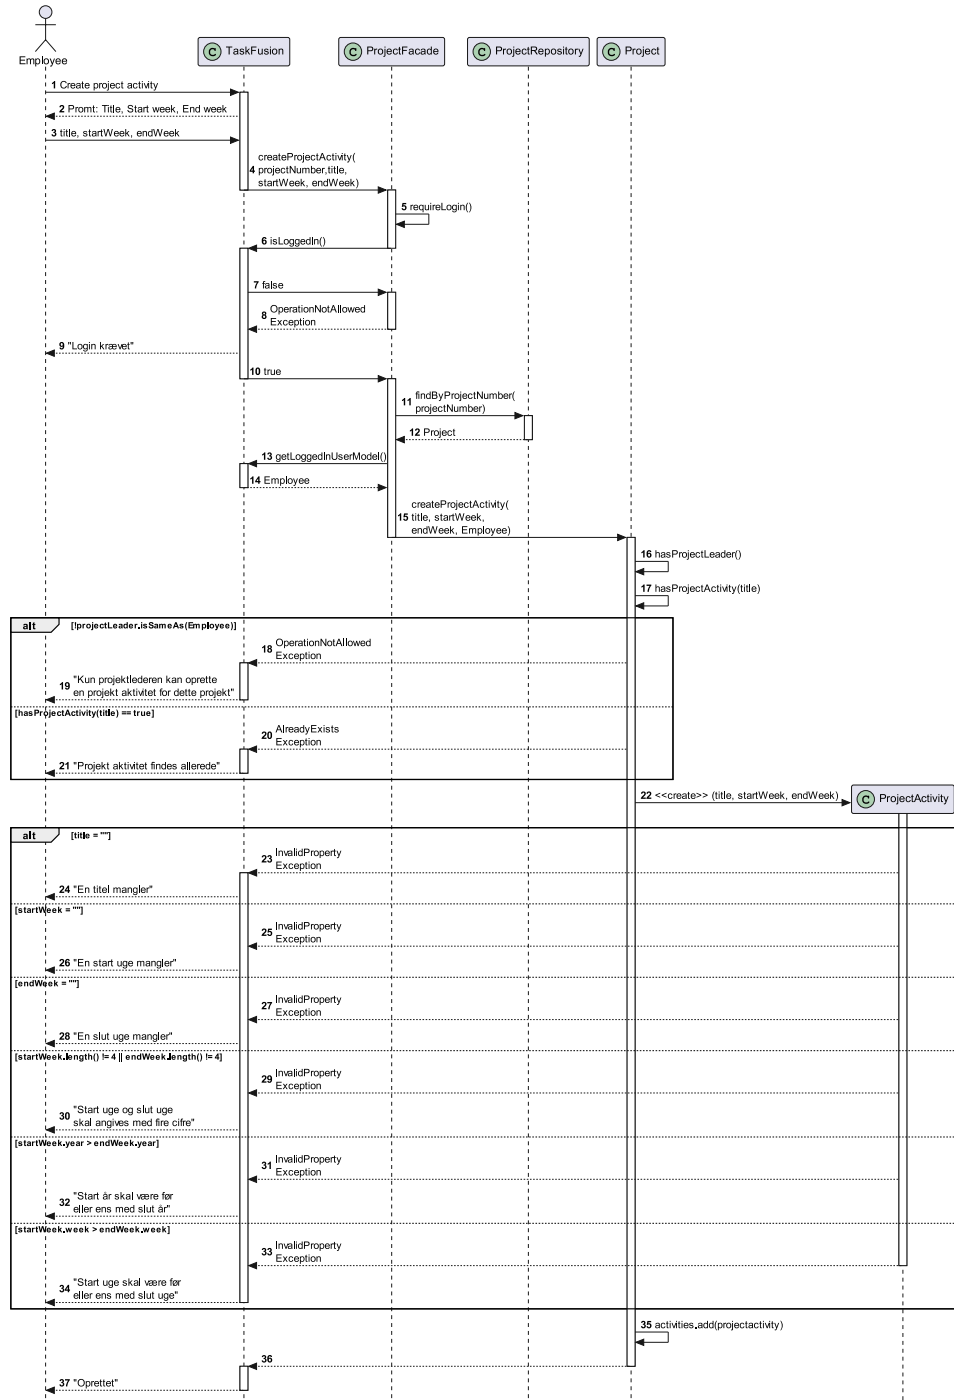 Employee
C TaskFusion
C ProjectFacade
C ProjectRepository
C Project
1 Create project activity
2 Promt: Title, Start week, End week
3 title, startWeek, endWeek
createProjectActivity(
4 projectNumber,title,
startWeek, endWeek)
5 requireLogin()
6 isLoggedIn()
7 false
8 OperationNotAllowed
Exception
9 "Login krævet"
10 true
11 findByProjectNumber(
projectNumber)
12 Project
13 getLoggedInUserModel()
14 Employee
createProjectActivity(
15 title, startWeek,
endWeek, Employee)
16 hasProjectLeader()
17 hasProjectActivity(title)
alt [!projectLeader.isSameAs(Employee)]
18 OperationNotAllowed
Exception
19 "Kun projektlederen kan oprette
en projekt aktivitet for dette projekt"
[hasProjectActivity(title) == true]
20 AlreadyExists
Exception
21 "Projekt aktivitet findes allerede"
22 <<create>> (title, startWeek, endWeek)
C ProjectActivity
alt [title = ""]
23 InvalidProperty
Exception
24 "En titel mangler"
[startWeek = ""]
25 InvalidProperty
Exception
26 "En start uge mangler"
[endWeek = ""]
27 InvalidProperty
Exception
28 "En slut uge mangler"
[startWeek.length() != 4 || endWeek.length() != 4]
29 InvalidProperty
Exception
30 "Start uge og slut uge
skal angives med fire cifre"
[startWeek.year > endWeek.year]
31 InvalidProperty
Exception
32 "Start år skal være før
eller ens med slut år"
[startWeek.week > endWeek.week]
33 InvalidProperty
Exception
34 "Start uge skal være før
eller ens med slut uge"
35 activities.add(projectactivity)
36
37 "Oprettet"